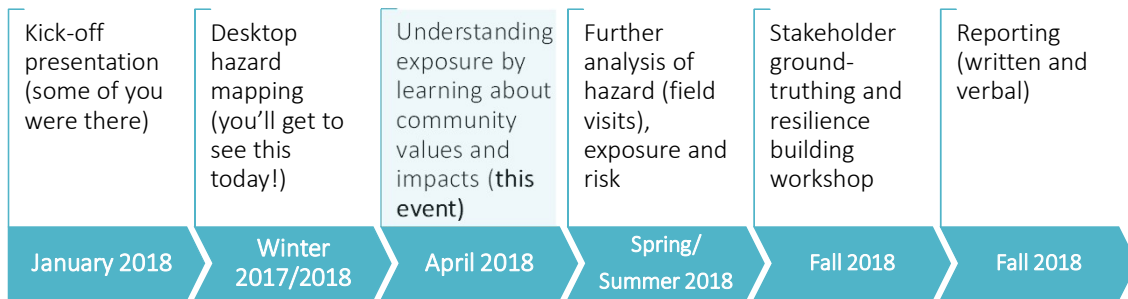 Kick-off
presentation
(some of you
were there)
Desktop
hazard
mapping
(you'll get to
see this
today!)
Understanding
exposure by
learning about
community
values and
impacts (this
event)
Further
analysis of
hazard (field
visits),
exposure and
risk
Stakeholder
ground-
truthing and
resilience
building
workshop
Reporting
(written and
verbal)
January 2018
Winter
2017/2018
April 2018
Spring/
Summer 2018
Fall 2018
Fall 2018